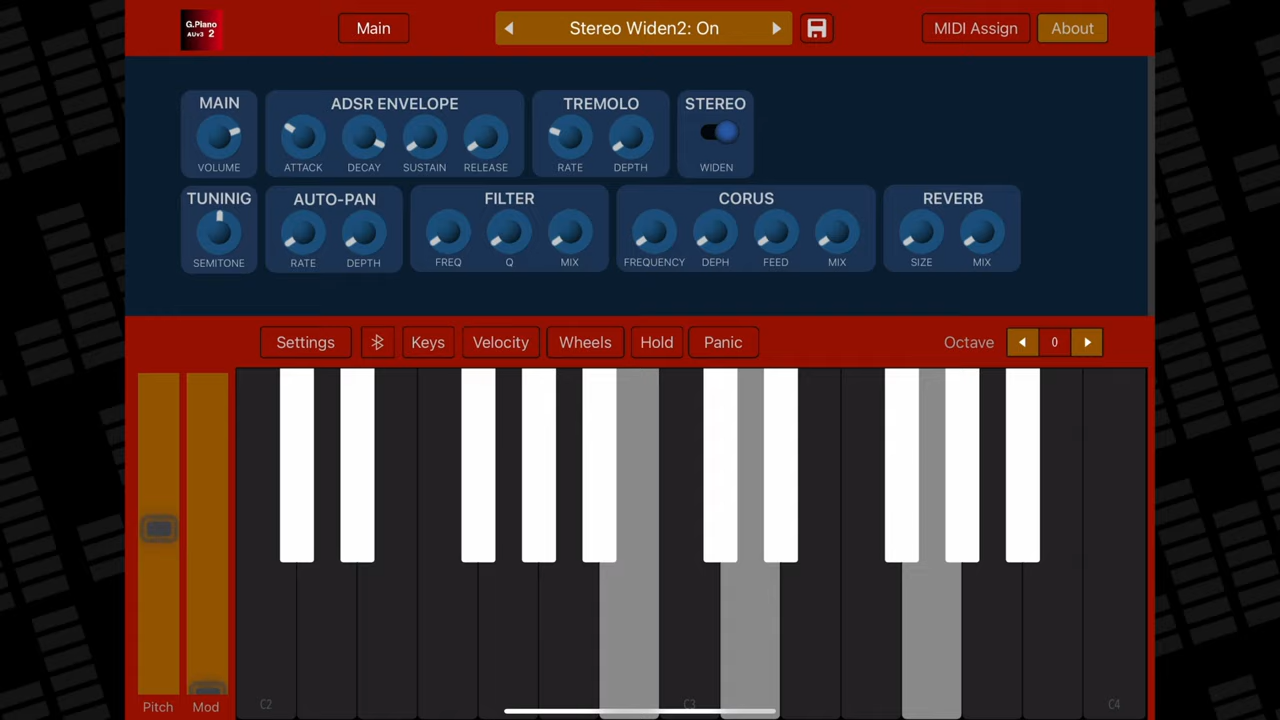 G.Piano
AUv3 2
Main
Stereo Widen2: On
MIDI Assign
About
MAIN
ADSR ENVELOPE
TREMOLO
STEREO
VOLUME
ATTACK
DECAY
SUSTAIN
RELEASE
RATE
DEPTH
WIDEN
TUNINIG
AUTO-PAN
FILTER
CORUS
REVERB
SEMITONE
RATE
DEPTH
FREQ
Q
MIX
FREQUENCY
DEPH
FEED
MIX
SIZE
MIX
Settings
Keys
Velocity
Wheels
Hold
Panic
Octave
0
Pitch
Mod
C2
C3
C4